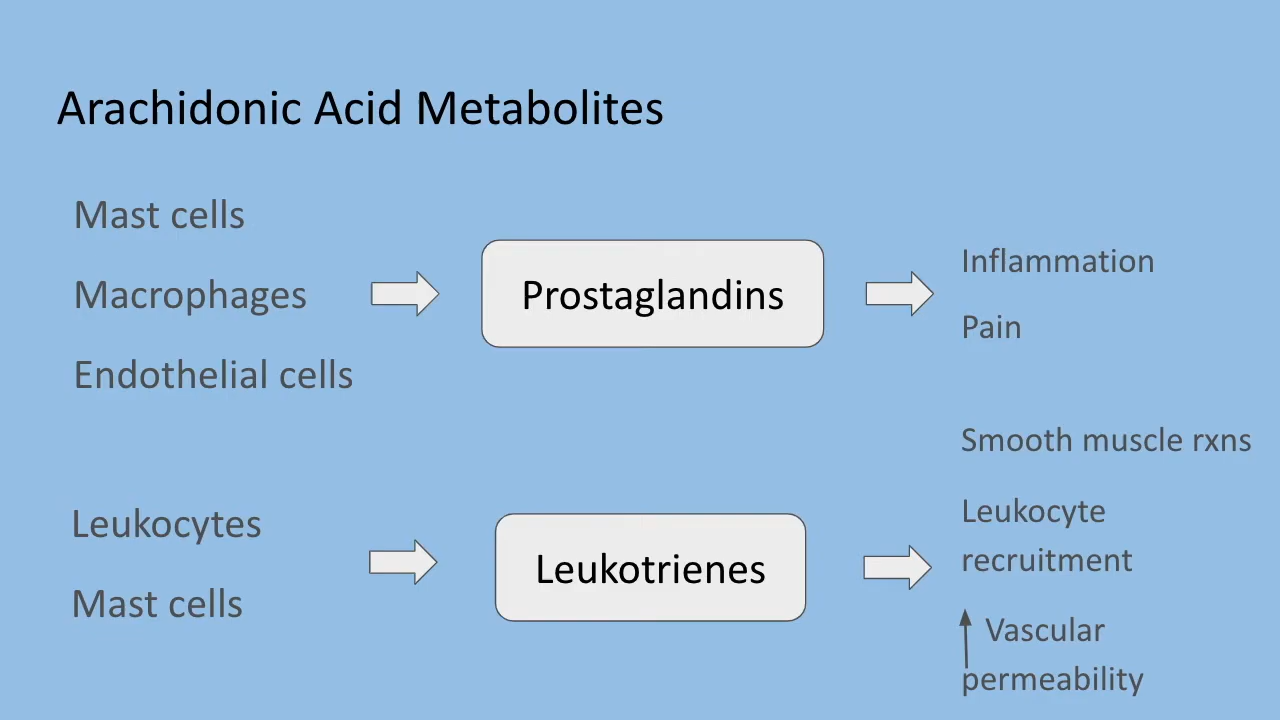 Arachidonic Acid Metabolites
Mast cells
Macrophages
Endothelial cells
Prostaglandins
Inflammation
Pain
Leukocytes
Mast cells
Leukotrienes
Smooth muscle rxns
Leukocyte
recruitment
Vascular
permeability